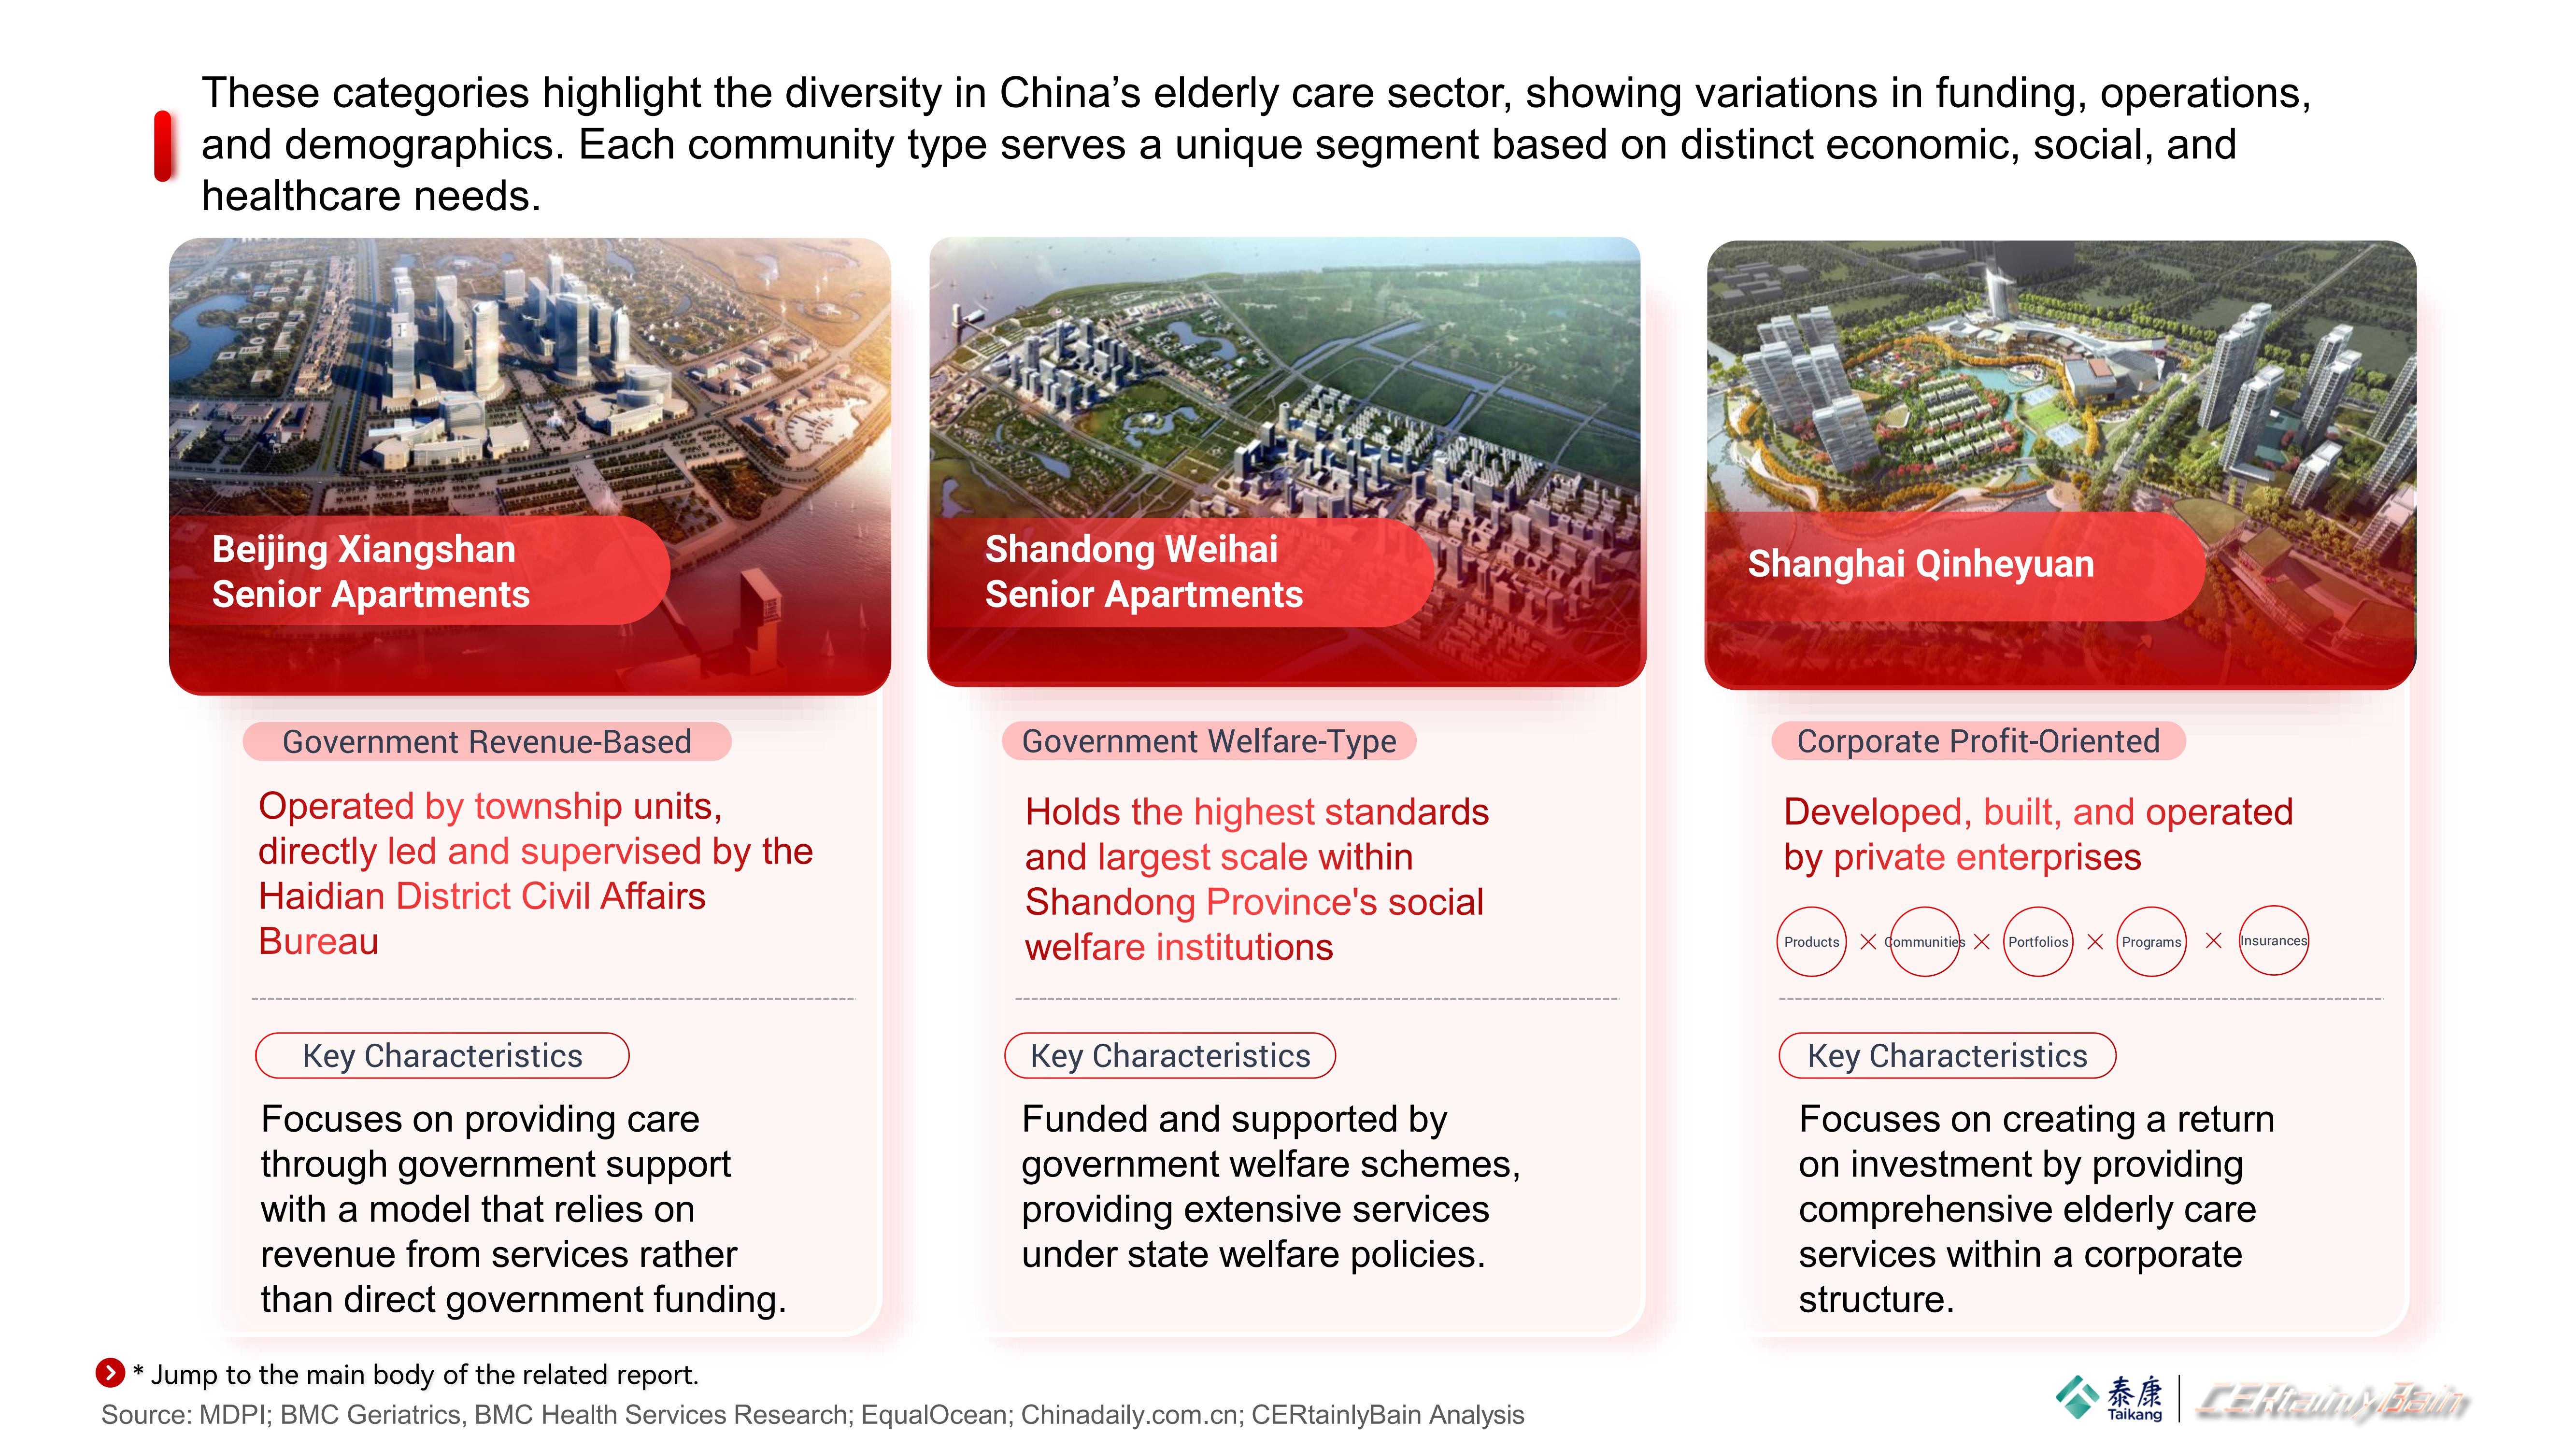 These categories highlight the diversity in China’s elderly care sector, showing variations in funding, operations,
and demographics. Each community type serves a unique segment based on distinct economic, social, and
healthcare needs.
Beijing Xiangshan
Senior Apartments
Government Revenue-Based
Operated by township units,
directly led and supervised by the
Haidian District Civil Affairs
Bureau
Key Characteristics
Focuses on providing care
through government support
with a model that relies on
revenue from services rather
than direct government funding.
Shandong Weihai
Senior Apartments
Government Welfare-Type
Holds the highest standards
and largest scale within
Shandong Province's social
welfare institutions
Key Characteristics
Funded and supported by
government welfare schemes,
providing extensive services
under state welfare policies.
Shanghai Qinheyuan
Corporate Profit-Oriented
Developed, built, and operated
by private enterprises
Products × Communities × Portfolios × Programs × Insurances
Key Characteristics
Focuses on creating a return
on investment by providing
comprehensive elderly care
services within a corporate
structure.
* Jump to the main body of the related report.
Source: MDPI; BMC Geriatrics, BMC Health Services Research; EqualOcean; Chinadaily.com.cn; CERtainlyBain Analysis
泰康
Taikang
CERtainlyBain